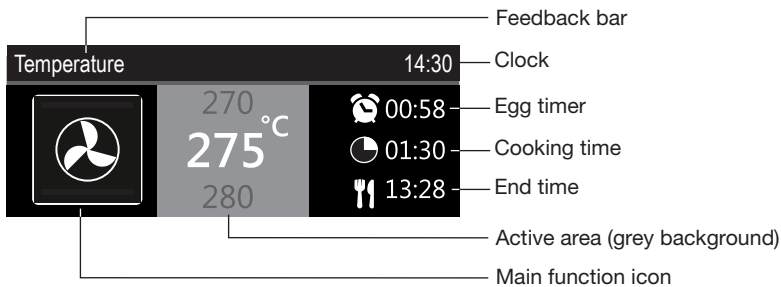 Feedback bar
Temperature 14:30
Clock
270
275 °C
280
00:58
Egg timer
01:30
Cooking time
13:28
End time
Active area (grey background)
Main function icon